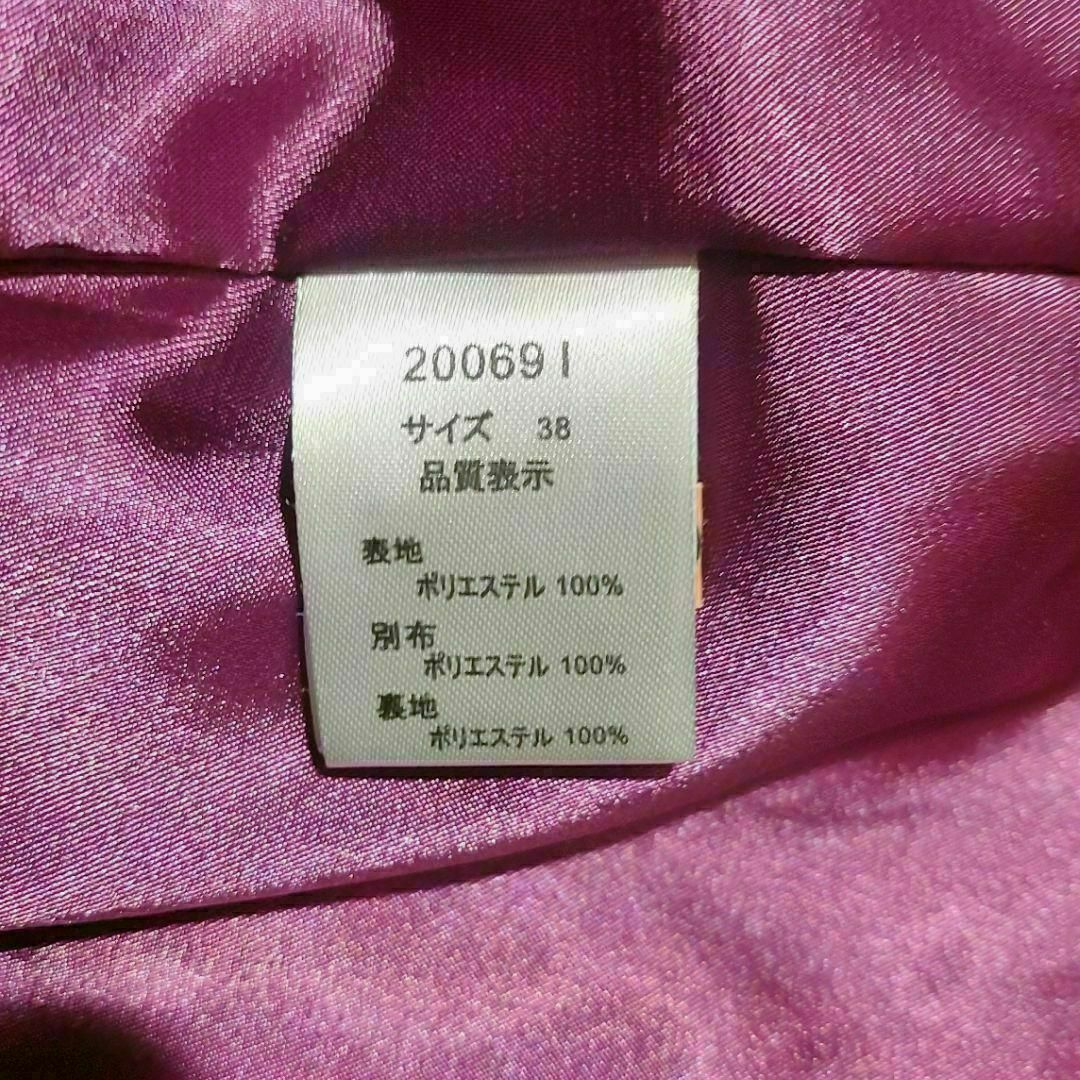 200691
サイズ 38
品質表示
表地
ポリエステル 100%
別布
ポリエステル 100%
裏地
ポリエステル 100%